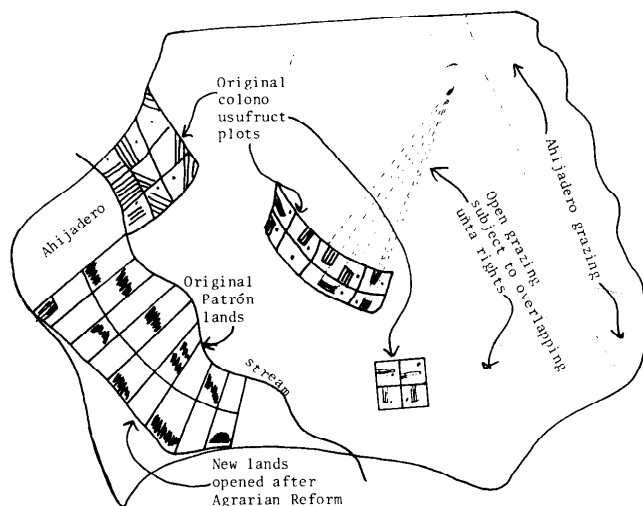 Original
colono
usufruct
plots
Ahijadero
Original
Patrón
lands
stream
New lands
opened after
Agrarian Reform
Open grazing
subject to overlapping
unta rights
Ahijadero grazing